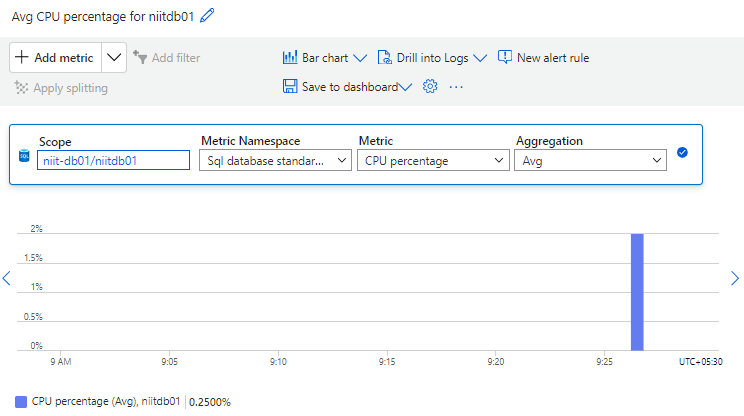 Avg CPU percentage for niitdb01
Add metric
Add filter
Bar chart
Drill into Logs
New alert rule
Apply splitting
Save to dashboard
...
Scope
Metric Namespace
Metric
Aggregation
SQL
niit-db01/niitdb01
Sql database standar...
CPU percentage
Avg
2%
1.5%
1%
0.5%
0%
9 AM
9:05
9:10
9:15
9:20
9:25
UTC+05:30
CPU percentage (Avg), niitdb01
0.2500%